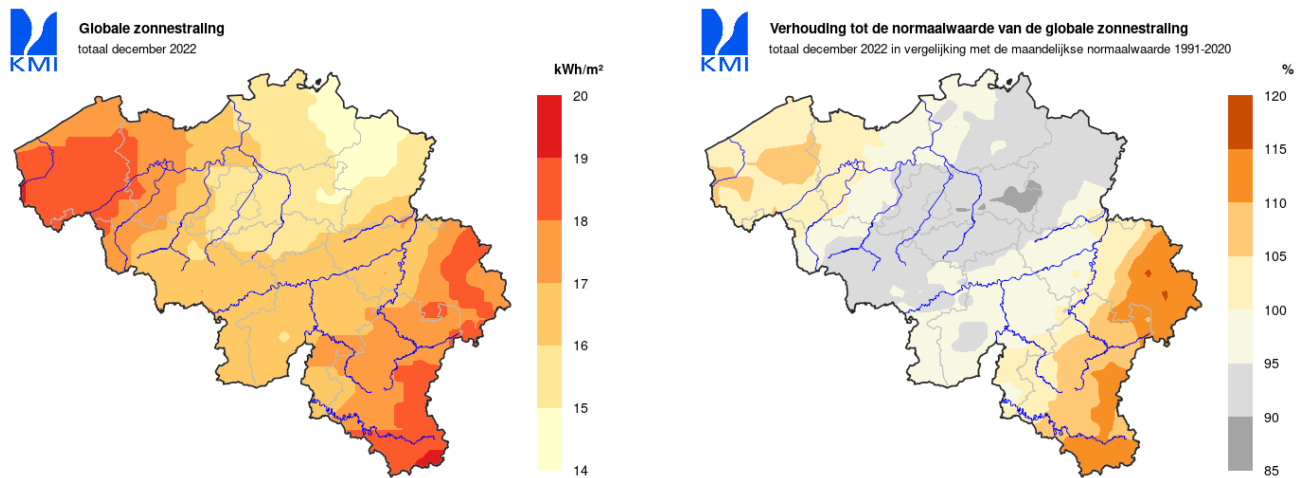 KMI
Globale zonnestraling
totaal december 2022
kWh/m²
20
19
18
17
16
15
14
KMI
Verhouding tot de normaalwaarde van de globale zonnestraling
totaal december 2022 in vergelijking met de maandelijkse normaalwaarde 1991-2020
%
120
115
110
105
100
95
90
85